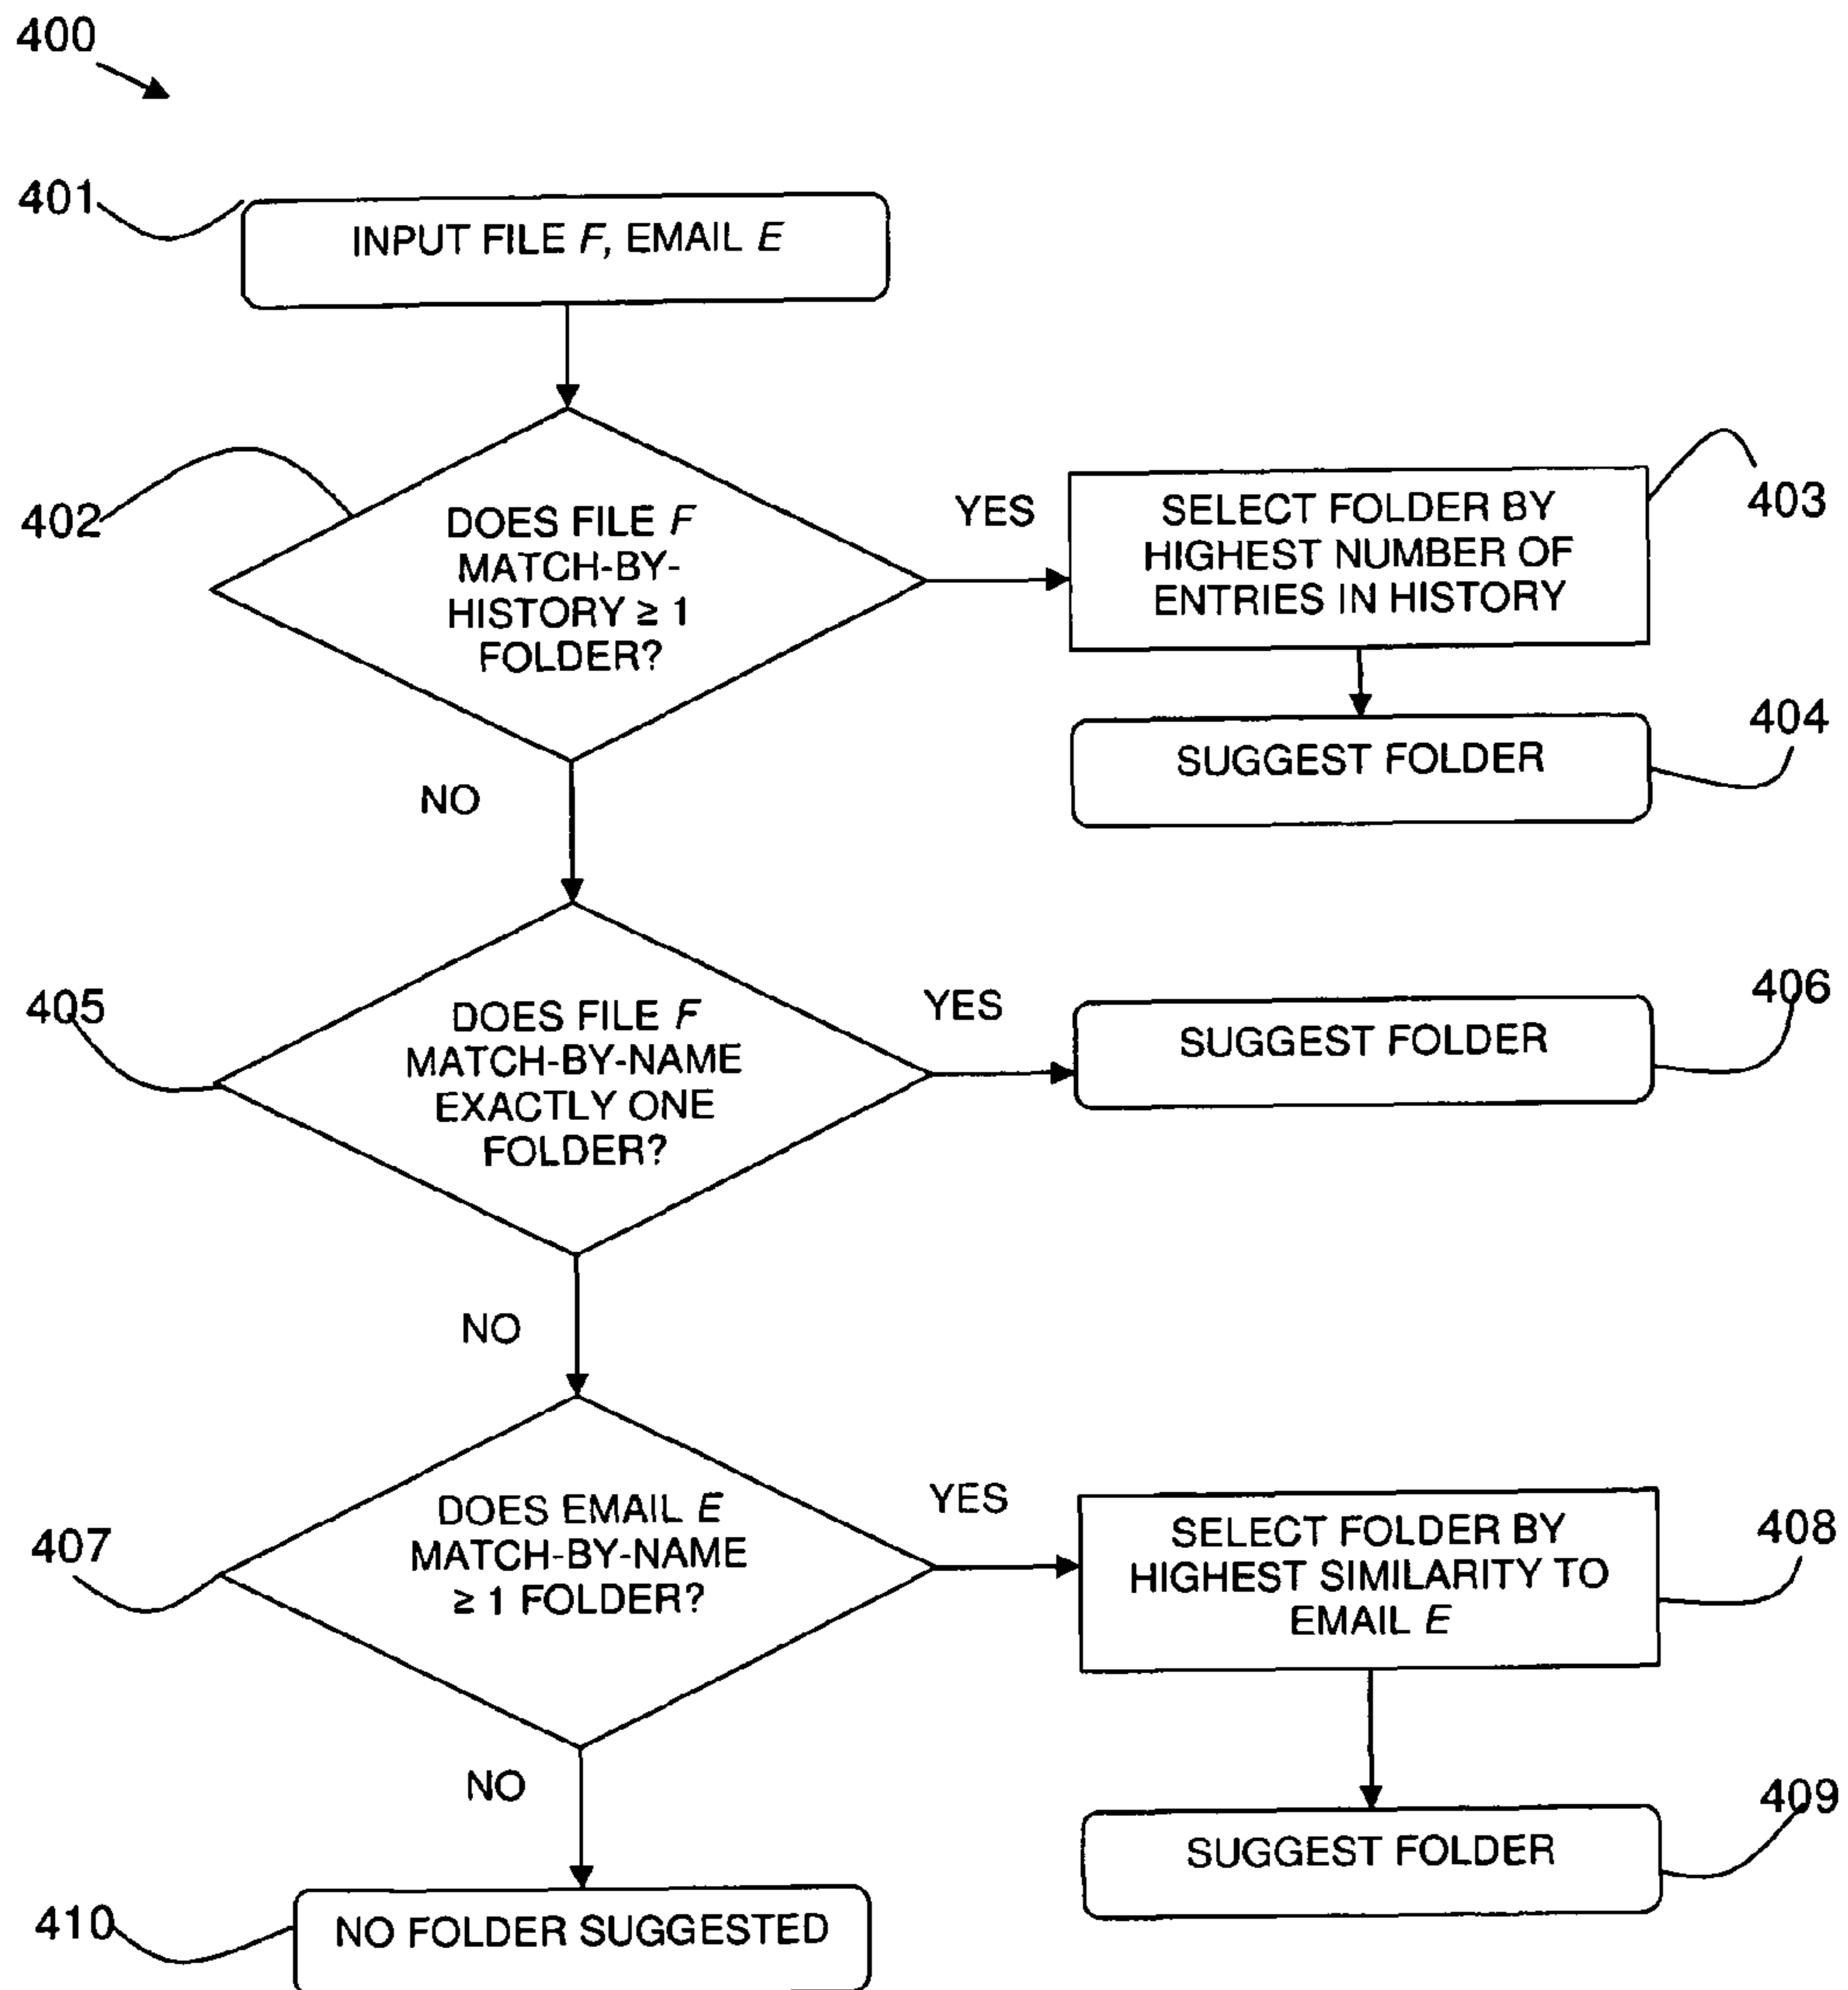 400
401
INPUT FILE F, EMAIL E
402
DOES FILE F
MATCH-BY-
HISTORY ≥ 1
FOLDER?
YES
SELECT FOLDER BY
HIGHEST NUMBER OF
ENTRIES IN HISTORY
403
SUGGEST FOLDER
404
NO
405
DOES FILE F
MATCH-BY-NAME
EXACTLY ONE
FOLDER?
YES
SUGGEST FOLDER
406
NO
407
DOES EMAIL E
MATCH-BY-NAME
≥ 1 FOLDER?
YES
SELECT FOLDER BY
HIGHEST SIMILARITY TO
EMAIL E
408
NO
SUGGEST FOLDER
409
410
NO FOLDER SUGGESTED